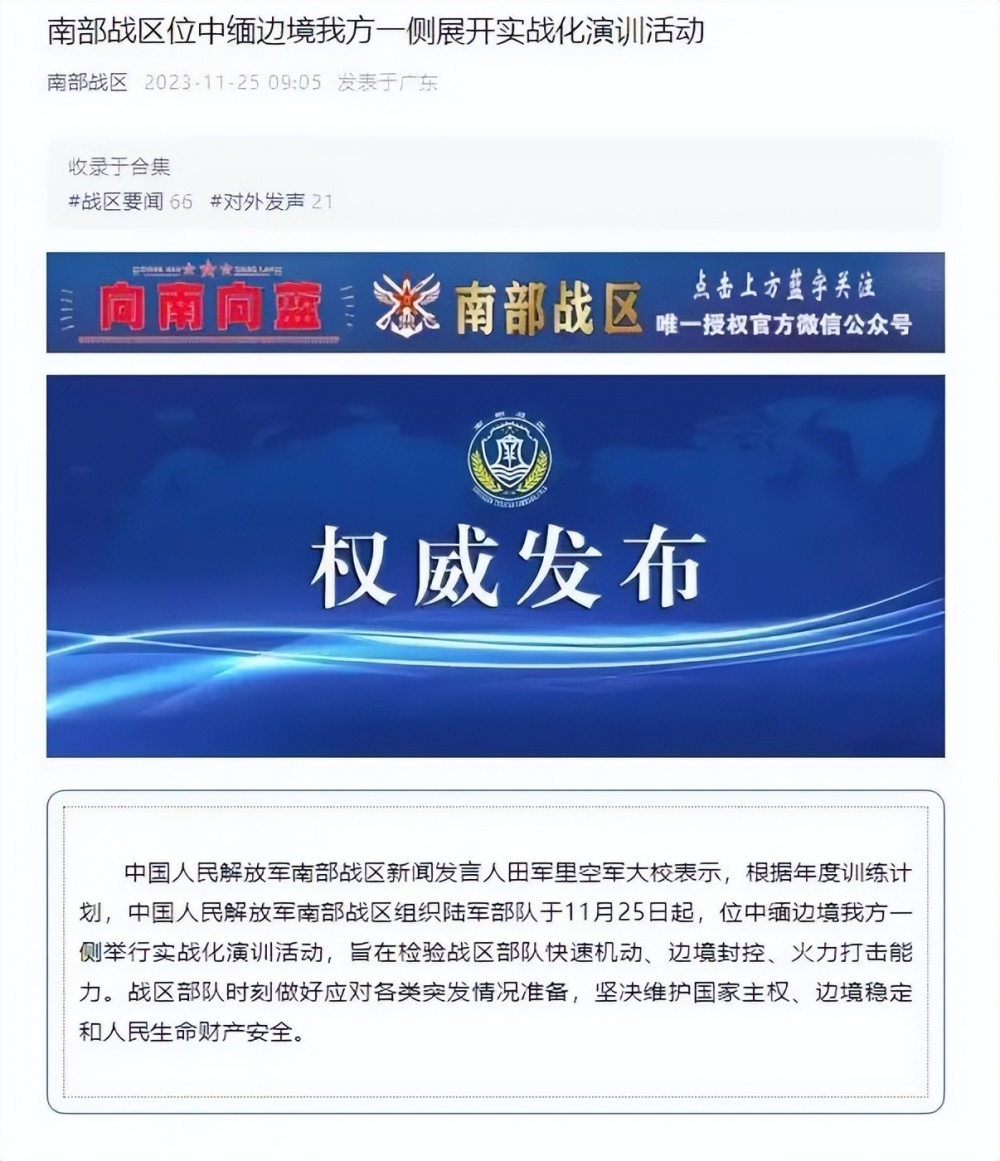 南部战区位中缅边境我方一侧展开实战化演训活动
南部战区 2023-11-25 09:05 发表于广东
收录于合集
#战区要闻 66 #对外发声 21
向南向蓝
南部战区
点击上方蓝字关注
唯一授权官方微信公众号
权威发布
中国人民解放军南部战区新闻发言人田军里空军大校表示，根据年度训练计
划，中国人民解放军南部战区组织陆军部队于11月25日起，位中缅边境我方一
侧举行实战化演训活动，旨在检验战区部队快速机动、边境封控、火力打击能
力。战区部队时刻做好应对各类突发情况准备，坚决维护国家主权、边境稳定
和人民生命财产安全。